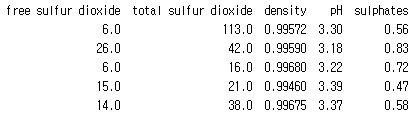 free sulfur dioxide total sulfur dioxide density pH sulphates
6.0 113.0 0.99572 3.30 0.56
26.0 42.0 0.99590 3.18 0.83
6.0 16.0 0.99680 3.22 0.72
15.0 21.0 0.99460 3.39 0.47
14.0 38.0 0.99675 3.37 0.58